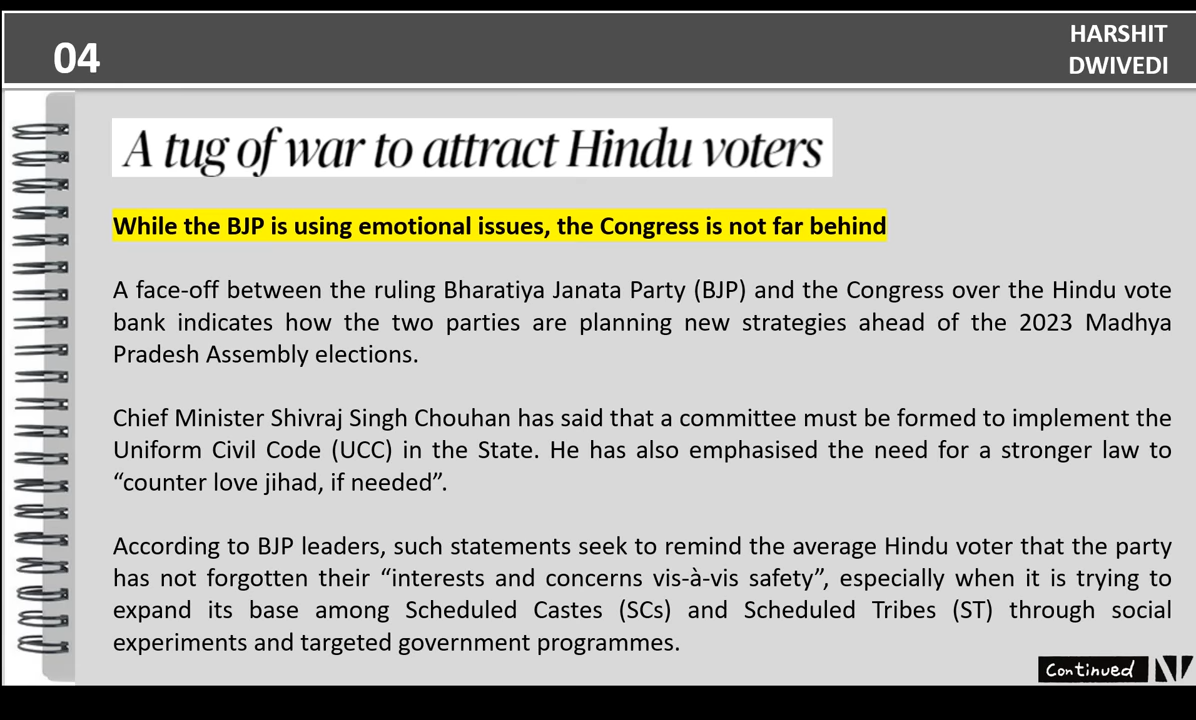 04
HARSHIT
DWIVEDI
A tug of war to attract Hindu voters
While the BJP is using emotional issues, the Congress is not far behind
A face-off between the ruling Bharatiya Janata Party (BJP) and the Congress over the Hindu vote
bank indicates how the two parties are planning new strategies ahead of the 2023 Madhya
Pradesh Assembly elections.
Chief Minister Shivraj Singh Chouhan has said that a committee must be formed to implement the
Uniform Civil Code (UCC) in the State. He has also emphasised the need for a stronger law to
“counter love jihad, if needed”.
According to BJP leaders, such statements seek to remind the average Hindu voter that the party
has not forgotten their “interests and concerns vis-à-vis safety”, especially when it is trying to
expand its base among Scheduled Castes (SCs) and Scheduled Tribes (ST) through social
experiments and targeted government programmes.
Continued